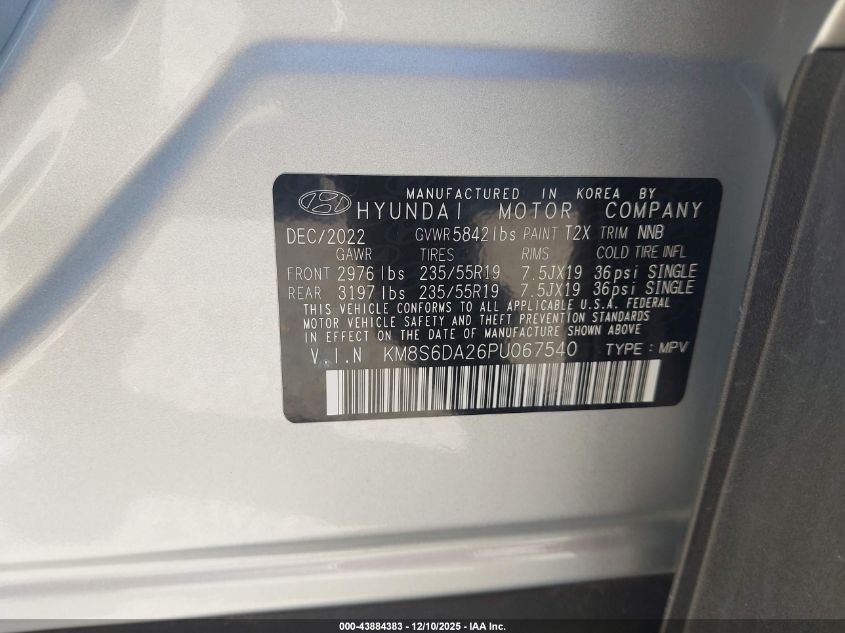 MANUFACTURED IN KOREA BY
HYUNDAI MOTOR COMPANY
DEC/2022 GVWR 5842 lbs PAINT T2X TRIM NNB
GAWR TIRES RIMS COLD TIRE INFL
FRONT 2976 lbs 235/55R19 7.5JX19 36psi SINGLE
REAR 3197 lbs 235/55R19 7.5JX19 36psi SINGLE
THIS VEHICLE CONFORMS TO ALL APPLICABLE U.S.A. FEDERAL
MOTOR VEHICLE SAFETY AND THEFT PREVENTION STANDARDS
IN EFFECT ON THE DATE OF MANUFACTURE SHOWN ABOVE
V.I.N KM8S6DA26PU067540 TYPE : MPV
000-43884383 - 12/10/2025 - IAA Inc.